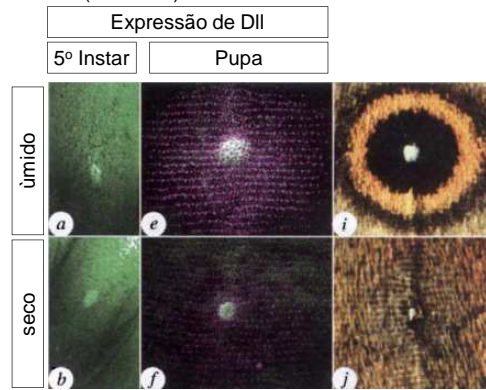 Expressão de Dll
5º Instar
Pupa
ùmido
a
e
i
seco
b
f
j